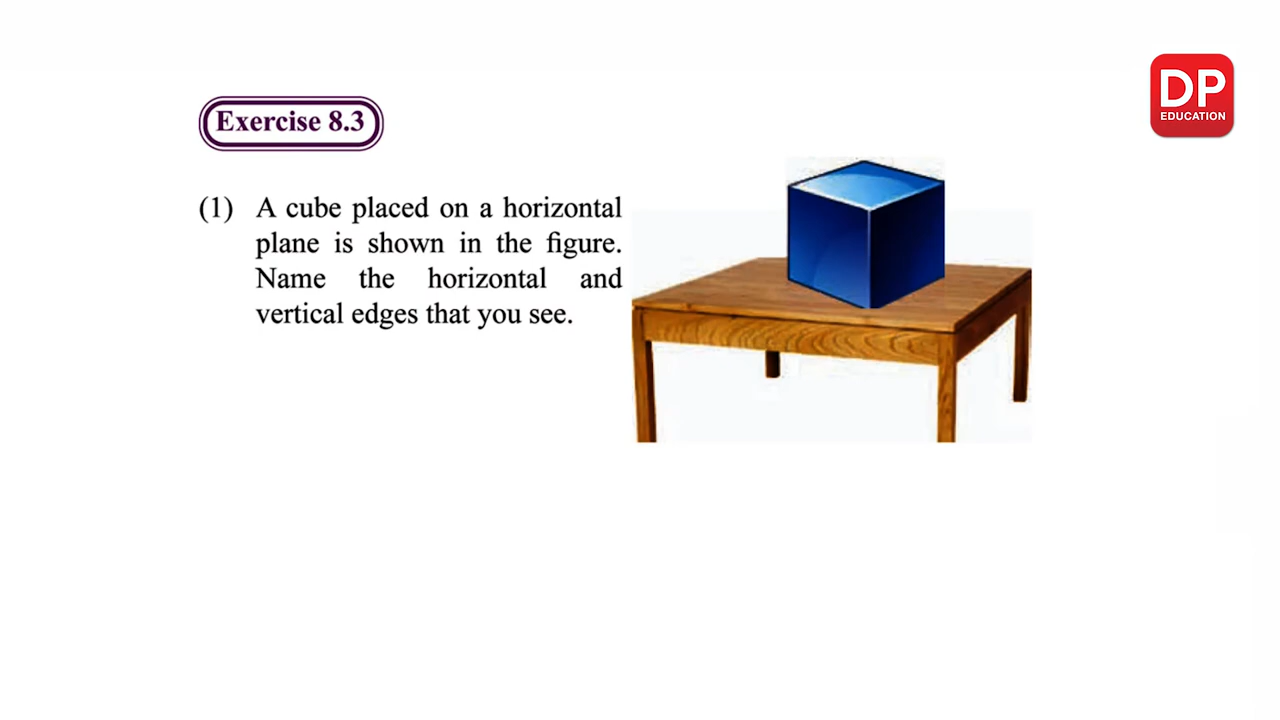 DP
EDUCATION
Exercise 8.3
(1) A cube placed on a horizontal
plane is shown in the figure.
Name the horizontal and
vertical edges that you see.